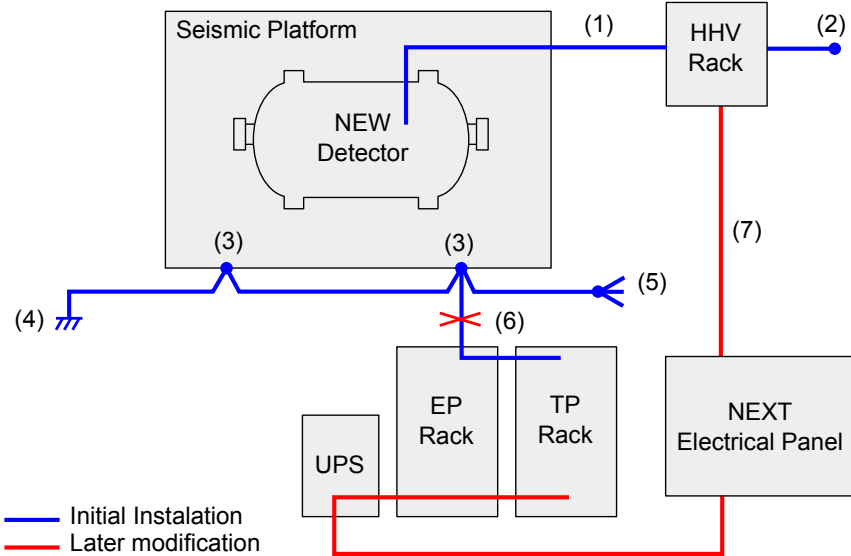 Seismic Platform
(1)
HHV
Rack
(2)
NEW
Detector
(3)
(3)
(7)
(4)
(5)
(6)
EP
Rack
TP
Rack
NEXT
Electrical Panel
UPS
Initial Instalation
Later modification